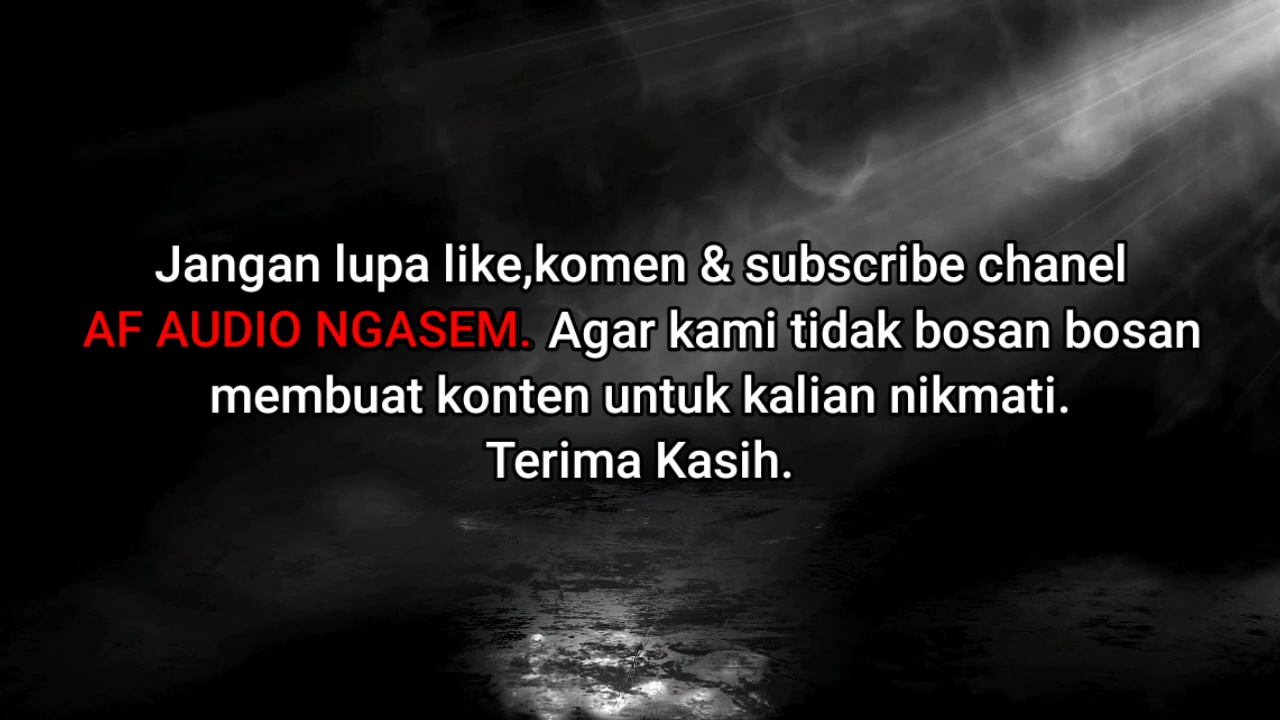 Jangan lupa like,komen & subscribe chanel
AF AUDIO NGASEM. Agar kami tidak bosan bosan
membuat konten untuk kalian nikmati.
Terima Kasih.